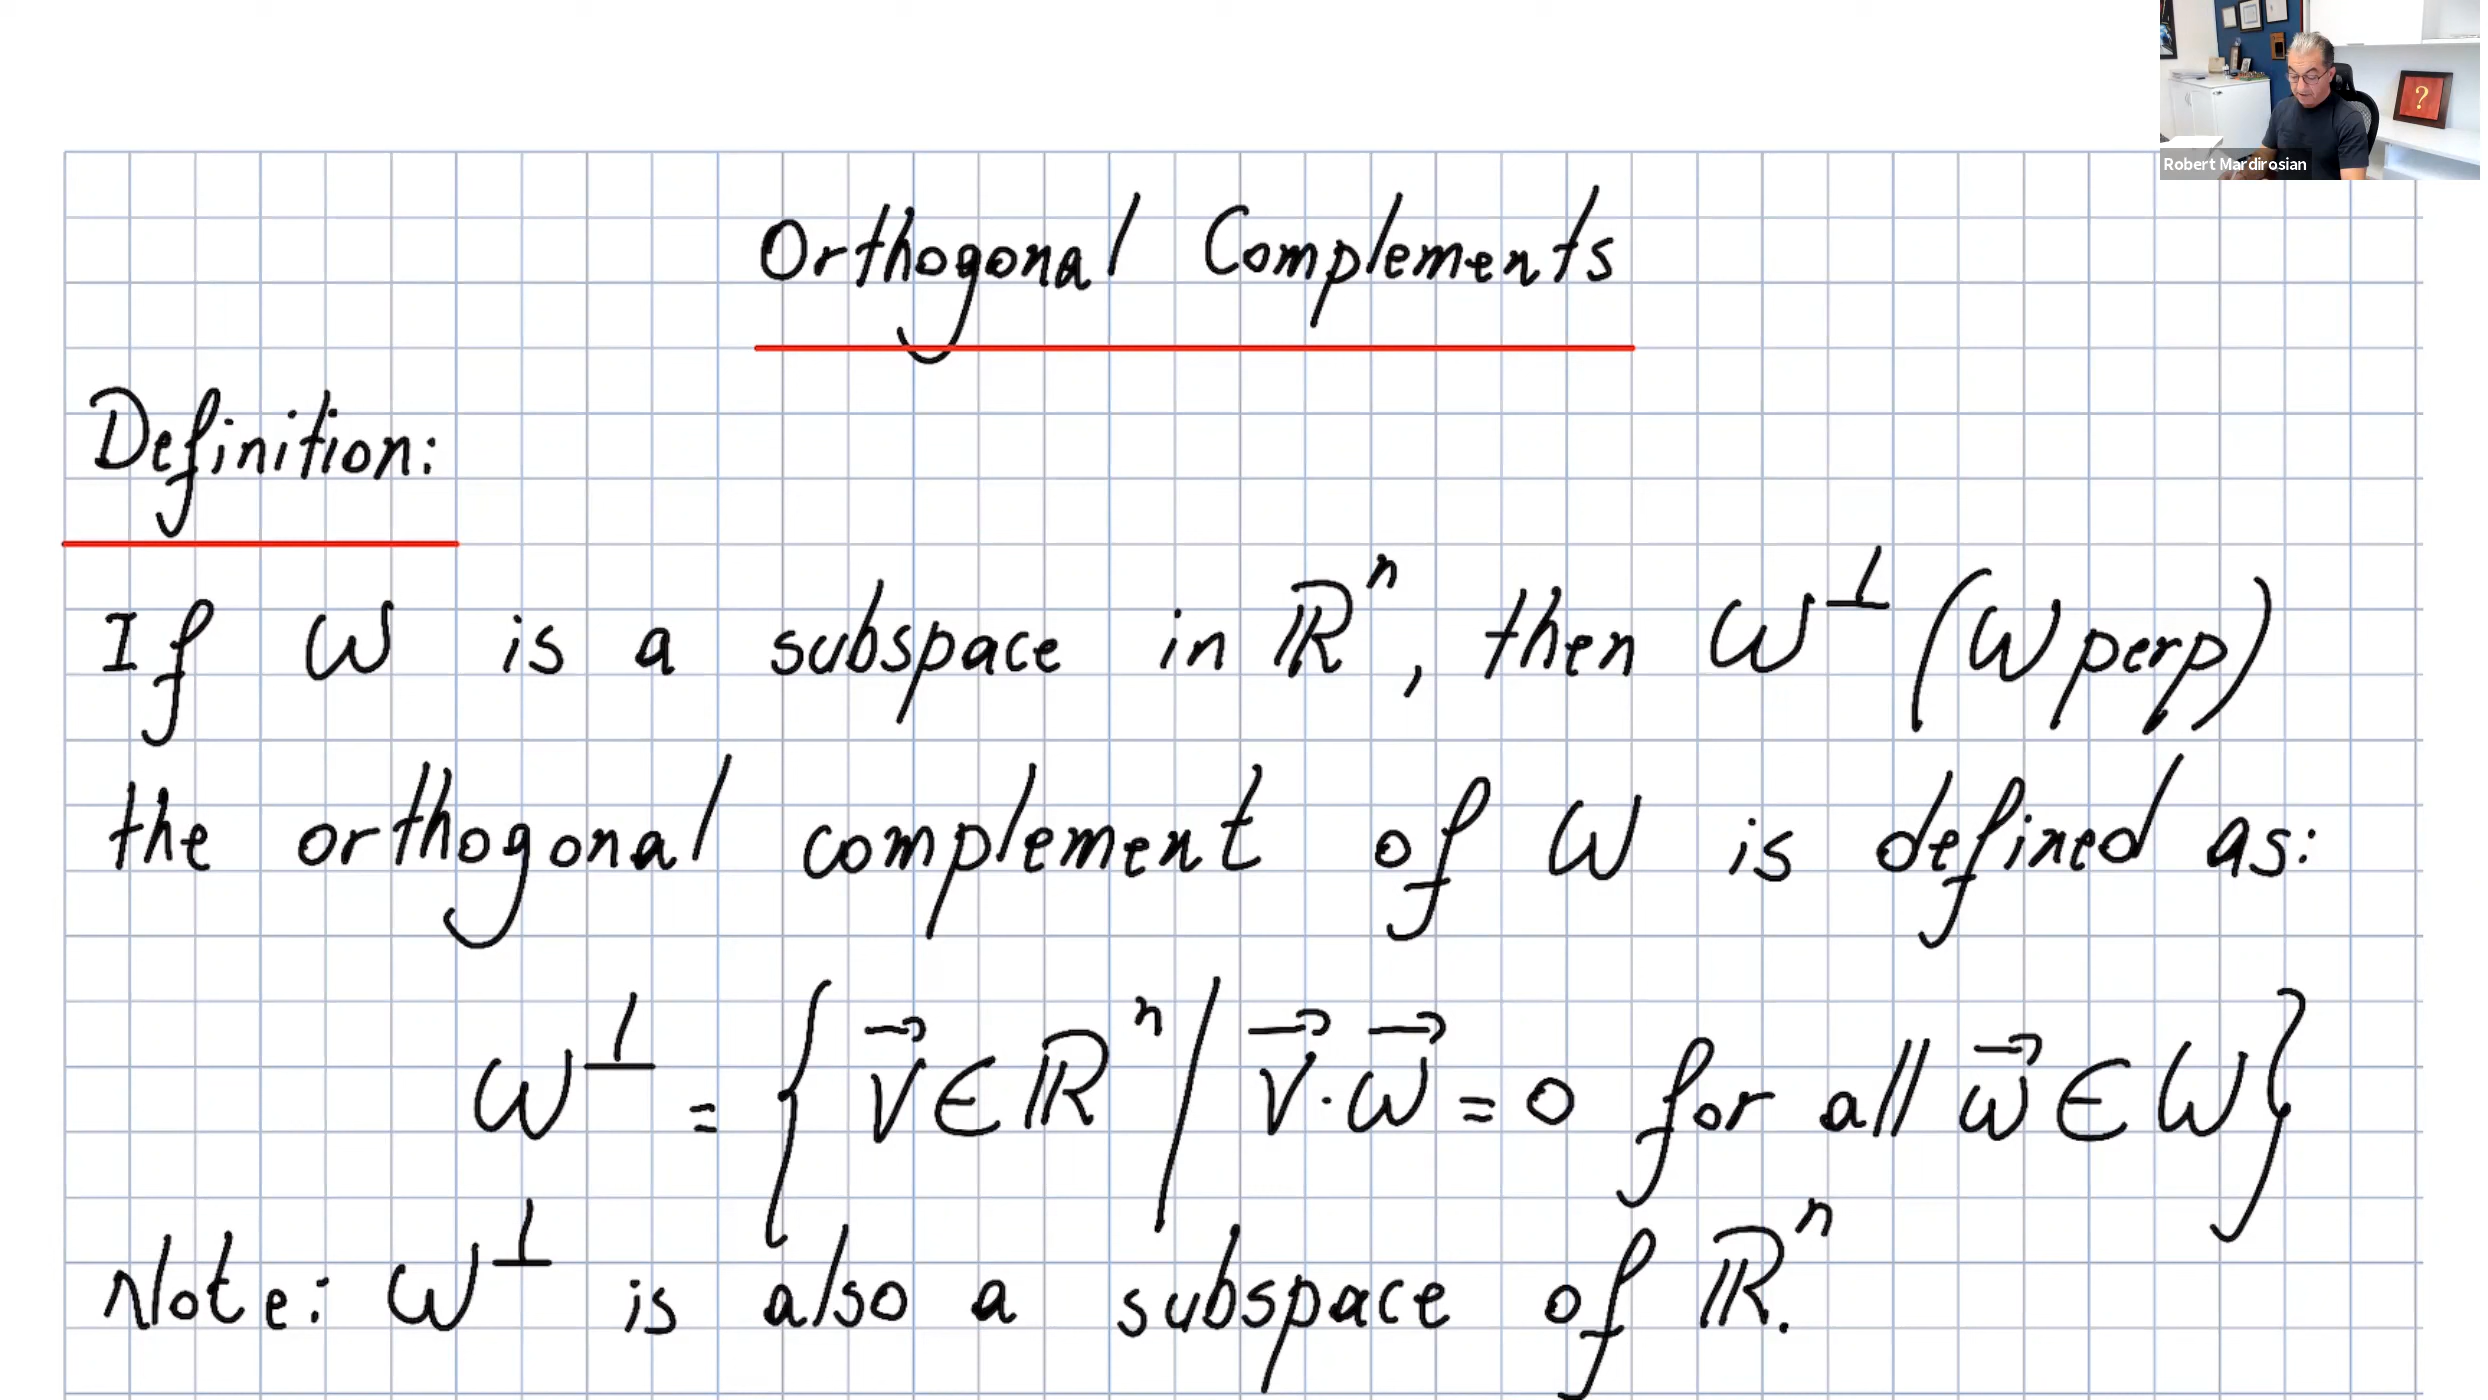 ?
Robert Mardirosian
Orthogonal Complements
Definition:
If W is a subspace in ℝⁿ, then W^⊥ (W perp)
the orthogonal complement of W is defined as:
W^⊥ = { v⃗ ∈ ℝⁿ / v⃗ · w⃗ = 0 for all w⃗ ∈ W }
Note: W^⊥ is also a subspace of ℝⁿ.